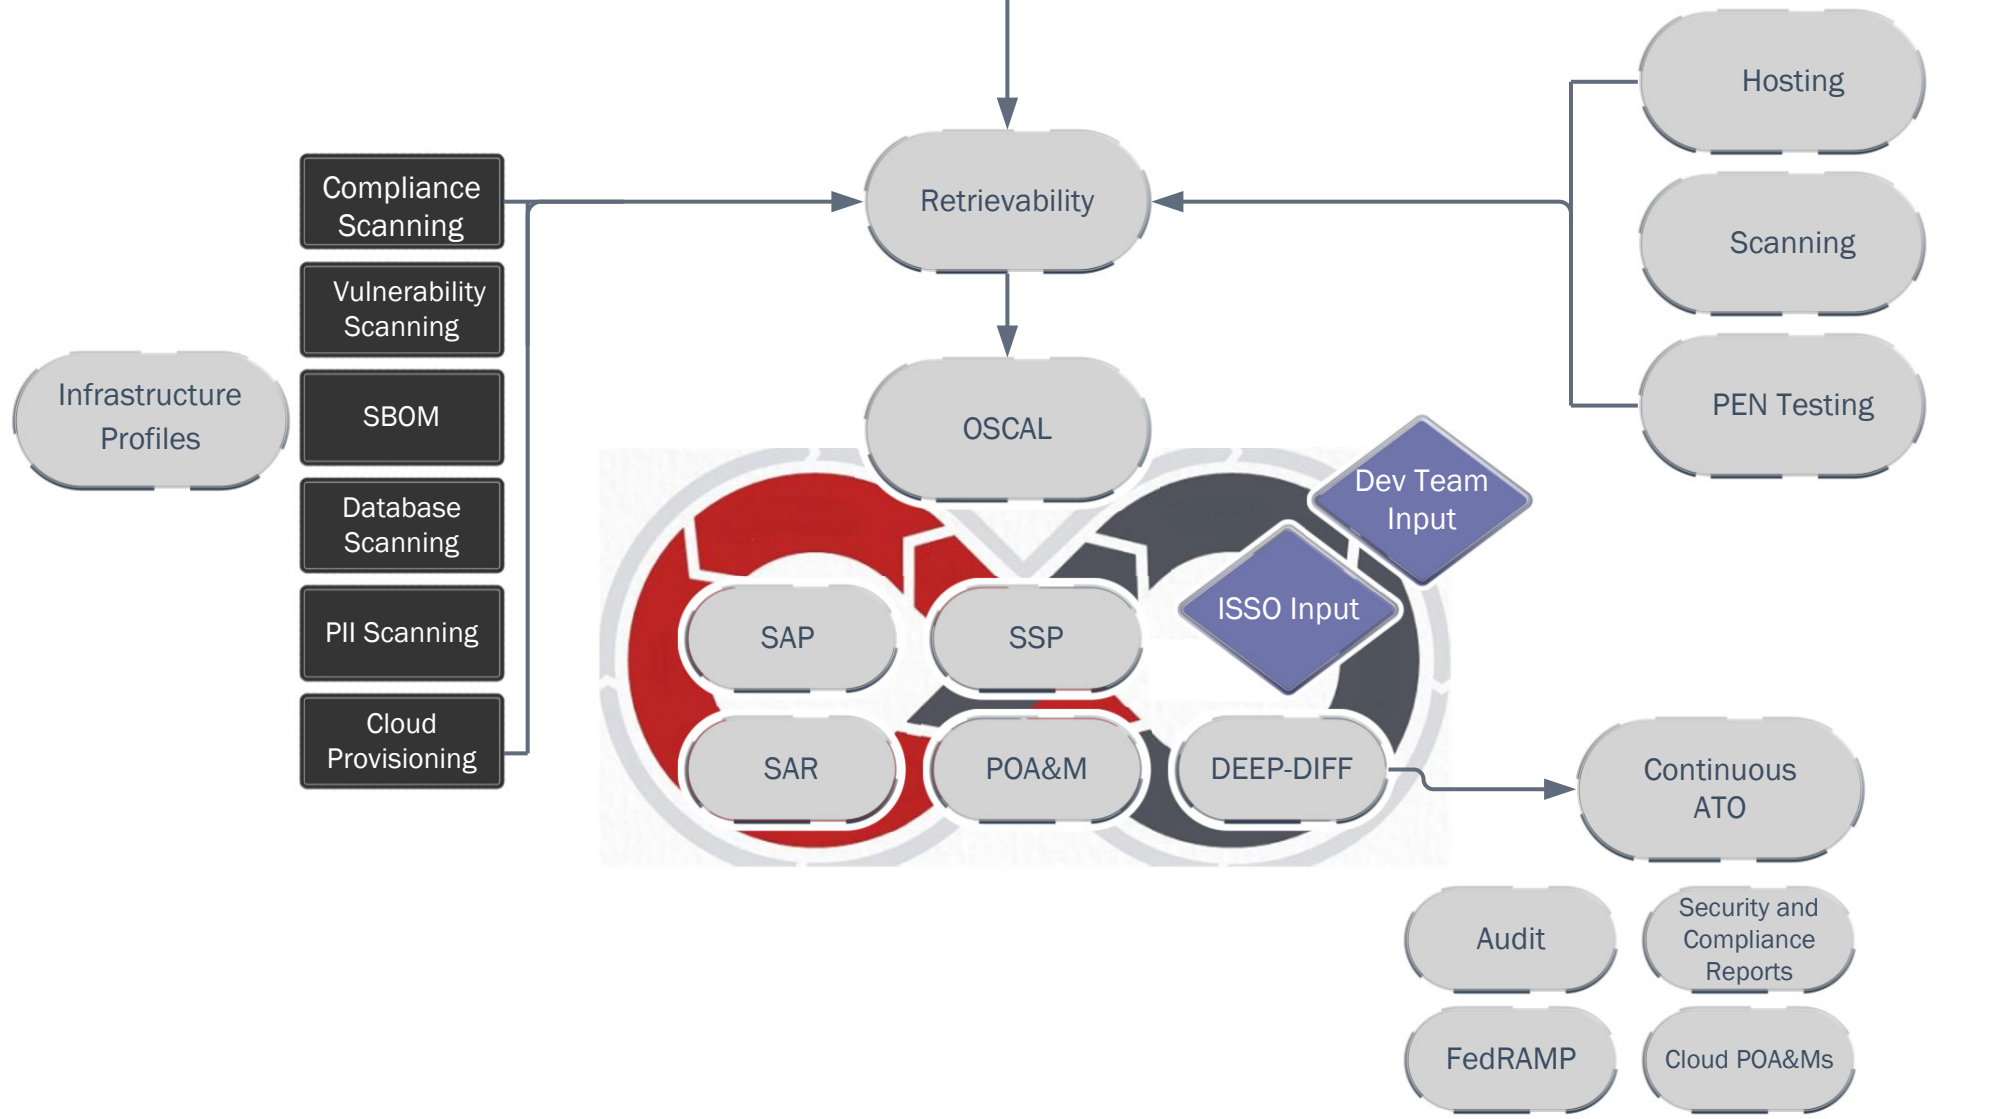 Hosting
Compliance
Scanning
Retrievability
Scanning
Vulnerability
Scanning
Infrastructure
Profiles
SBOM
OSCAL
PEN Testing
Database
Scanning
Dev Team
Input
PII Scanning
SAP
SSP
ISSO Input
Cloud
Provisioning
SAR
POA&M
DEEP-DIFF
Continuous
ATO
Audit
Security and
Compliance
Reports
FedRAMP
Cloud POA&Ms